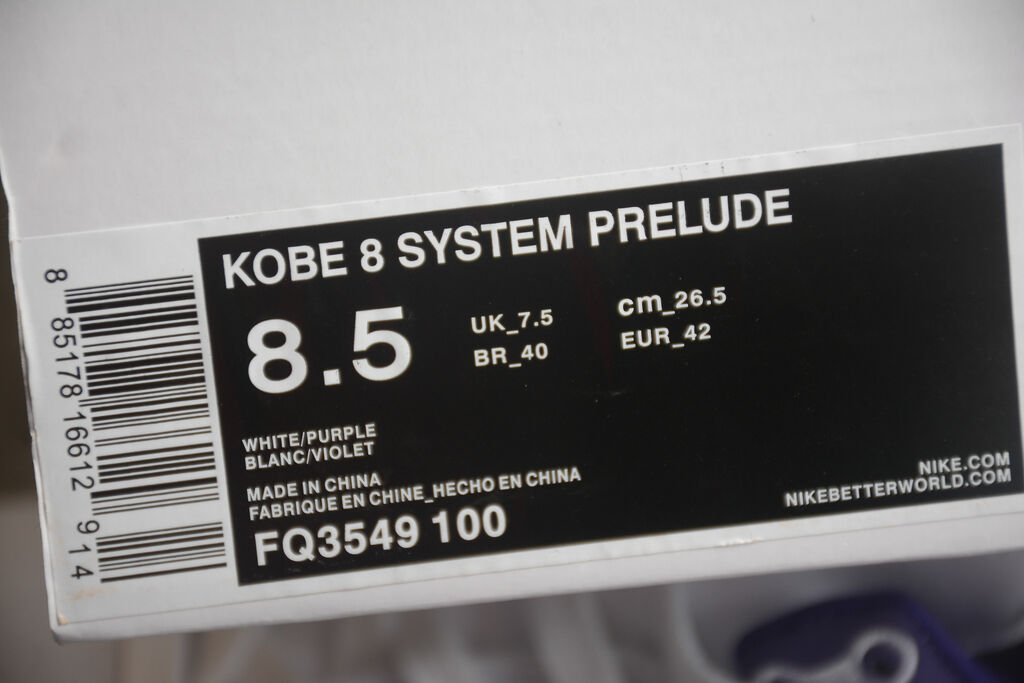 KOBE 8 SYSTEM PRELUDE
8.5
UK_7.5
cm_26.5
BR_40
EUR_42
WHITE/PURPLE
BLANC/VIOLET
MADE IN CHINA
FABRIQUE EN CHINE_HECHO EN CHINA
FQ3549 100
NIKE.COM
NIKEBETTERWORLD.COM
8 85178 16612 9 14